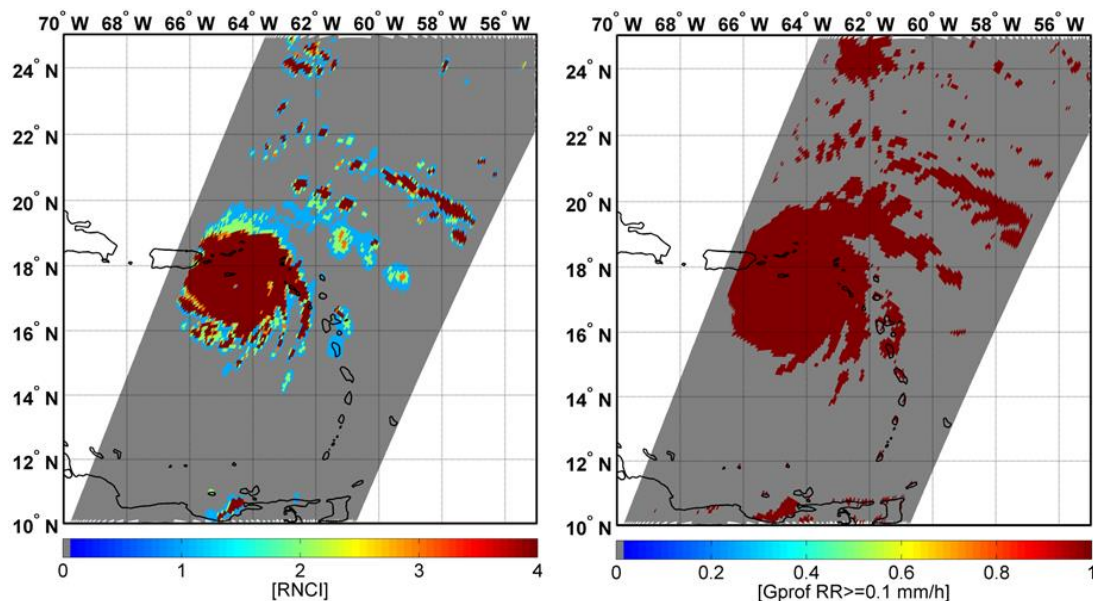 70° W 68° W 66° W 64° W 62° W 60° W 58° W 56° W
24° N
22° N
20° N
18° N
16° N
14° N
12° N
10° N
0 1 2 3 4
[RNCI]
70° W 68° W 66° W 64° W 62° W 60° W 58° W 56° W
24° N
22° N
20° N
18° N
16° N
14° N
12° N
10° N
0 0.2 0.4 0.6 0.8 1
[Gprof RR>=0.1 mm/h]